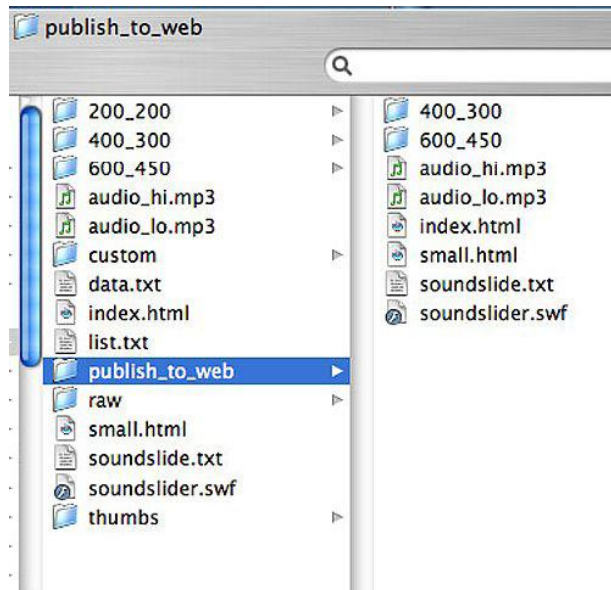 publish_to_web
200_200
400_300
600_450
audio_hi.mp3
audio_lo.mp3
custom
data.txt
index.html
list.txt
publish_to_web
raw
small.html
soundslide.txt
soundslider.swf
thumbs
400_300
600_450
audio_hi.mp3
audio_lo.mp3
index.html
small.html
soundslide.txt
soundslider.swf